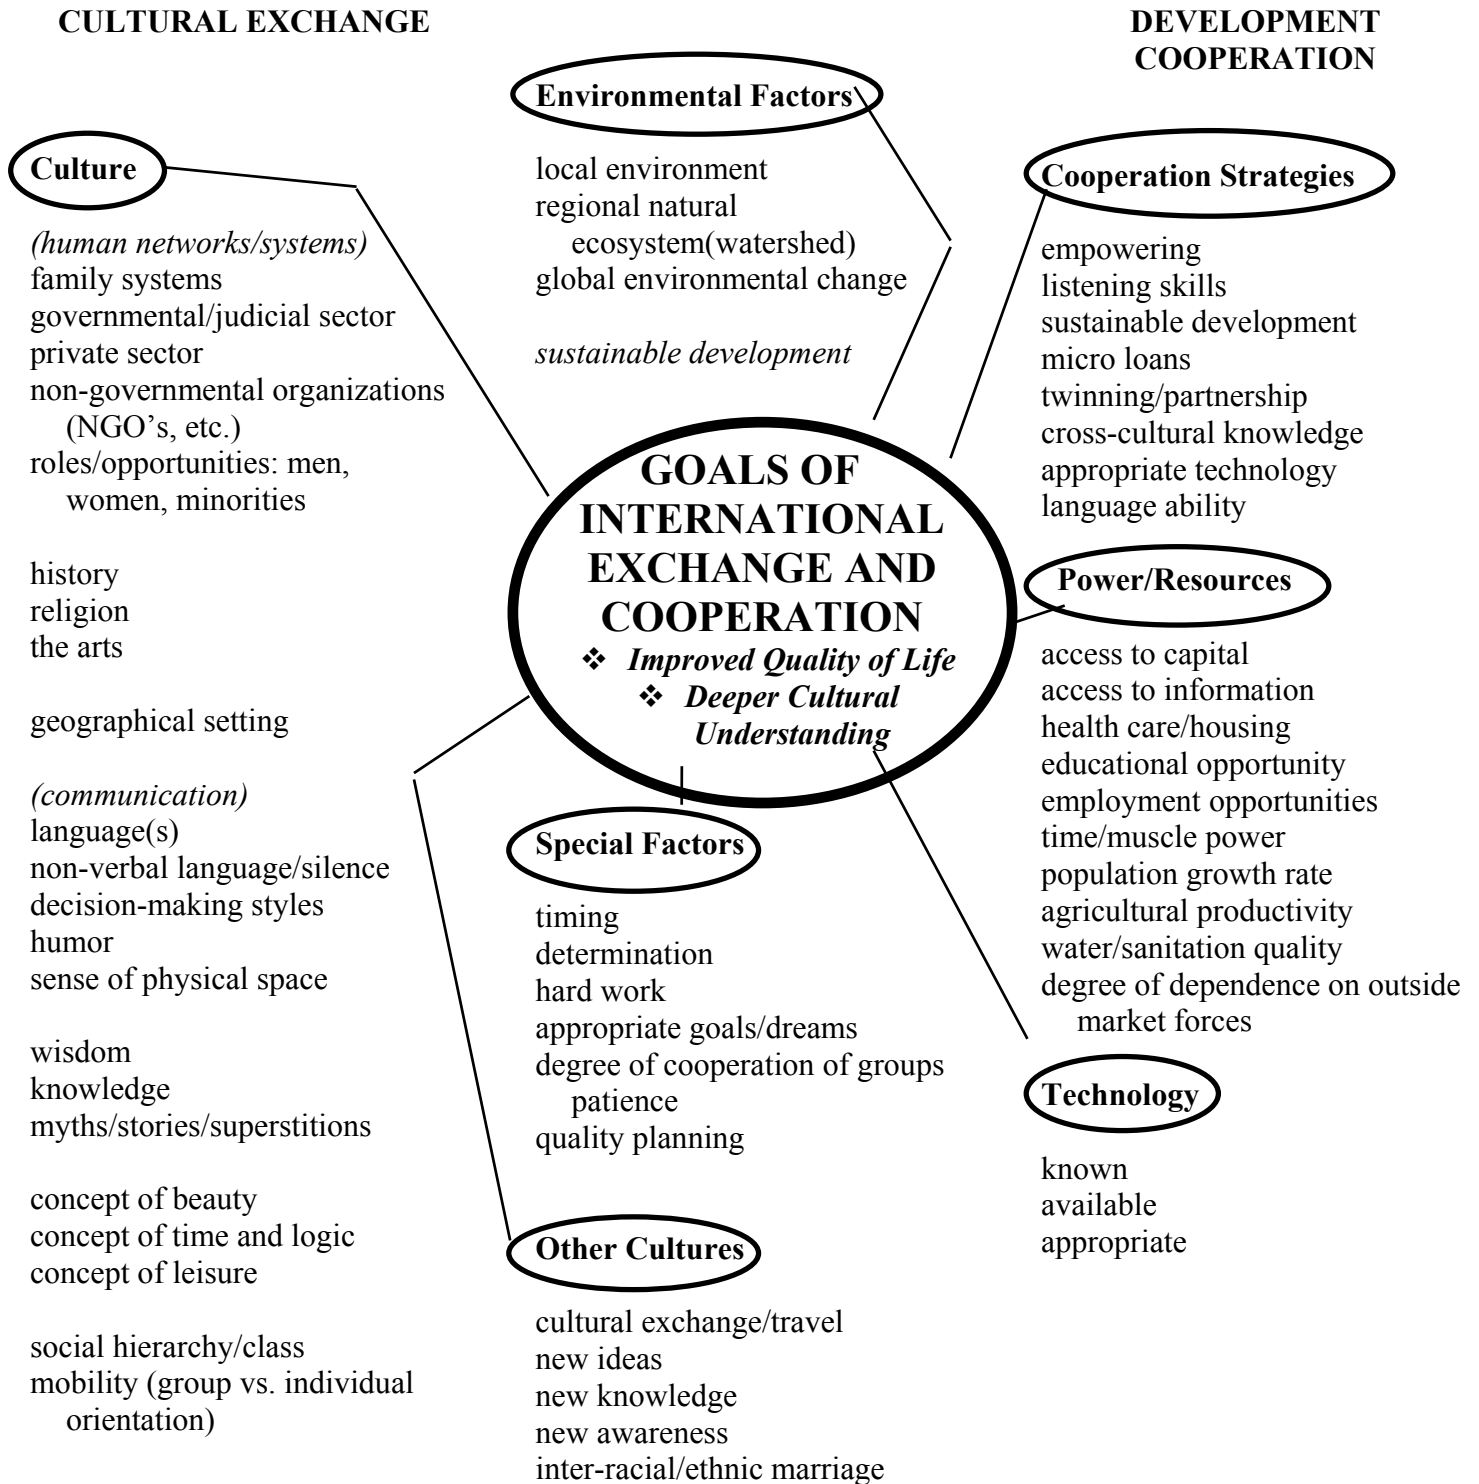 CULTURAL EXCHANGE
DEVELOPMENT
COOPERATION
Culture
(human networks/systems)
family systems
governmental/judicial sector
private sector
non-governmental organizations
(NGO’s, etc.)
roles/opportunities: men,
women, minorities
history
religion
the arts
geographical setting
(communication)
language(s)
non-verbal language/silence
decision-making styles
humor
sense of physical space
wisdom
knowledge
myths/stories/superstitions
concept of beauty
concept of time and logic
concept of leisure
social hierarchy/class
mobility (group vs. individual
orientation)
Environmental Factors
local environment
regional natural
ecosystem(watershed)
global environmental change
sustainable development
GOALS OF
INTERNATIONAL
EXCHANGE AND
COOPERATION
❖ Improved Quality of Life
❖ Deeper Cultural
Understanding
Special Factors
timing
determination
hard work
appropriate goals/dreams
degree of cooperation of groups
patience
quality planning
Other Cultures
cultural exchange/travel
new ideas
new knowledge
new awareness
inter-racial/ethnic marriage
Cooperation Strategies
empowering
listening skills
sustainable development
micro loans
twinning/partnership
cross-cultural knowledge
appropriate technology
language ability
Power/Resources
access to capital
access to information
health care/housing
educational opportunity
employment opportunities
time/muscle power
population growth rate
agricultural productivity
water/sanitation quality
degree of dependence on outside
market forces
Technology
known
available
appropriate